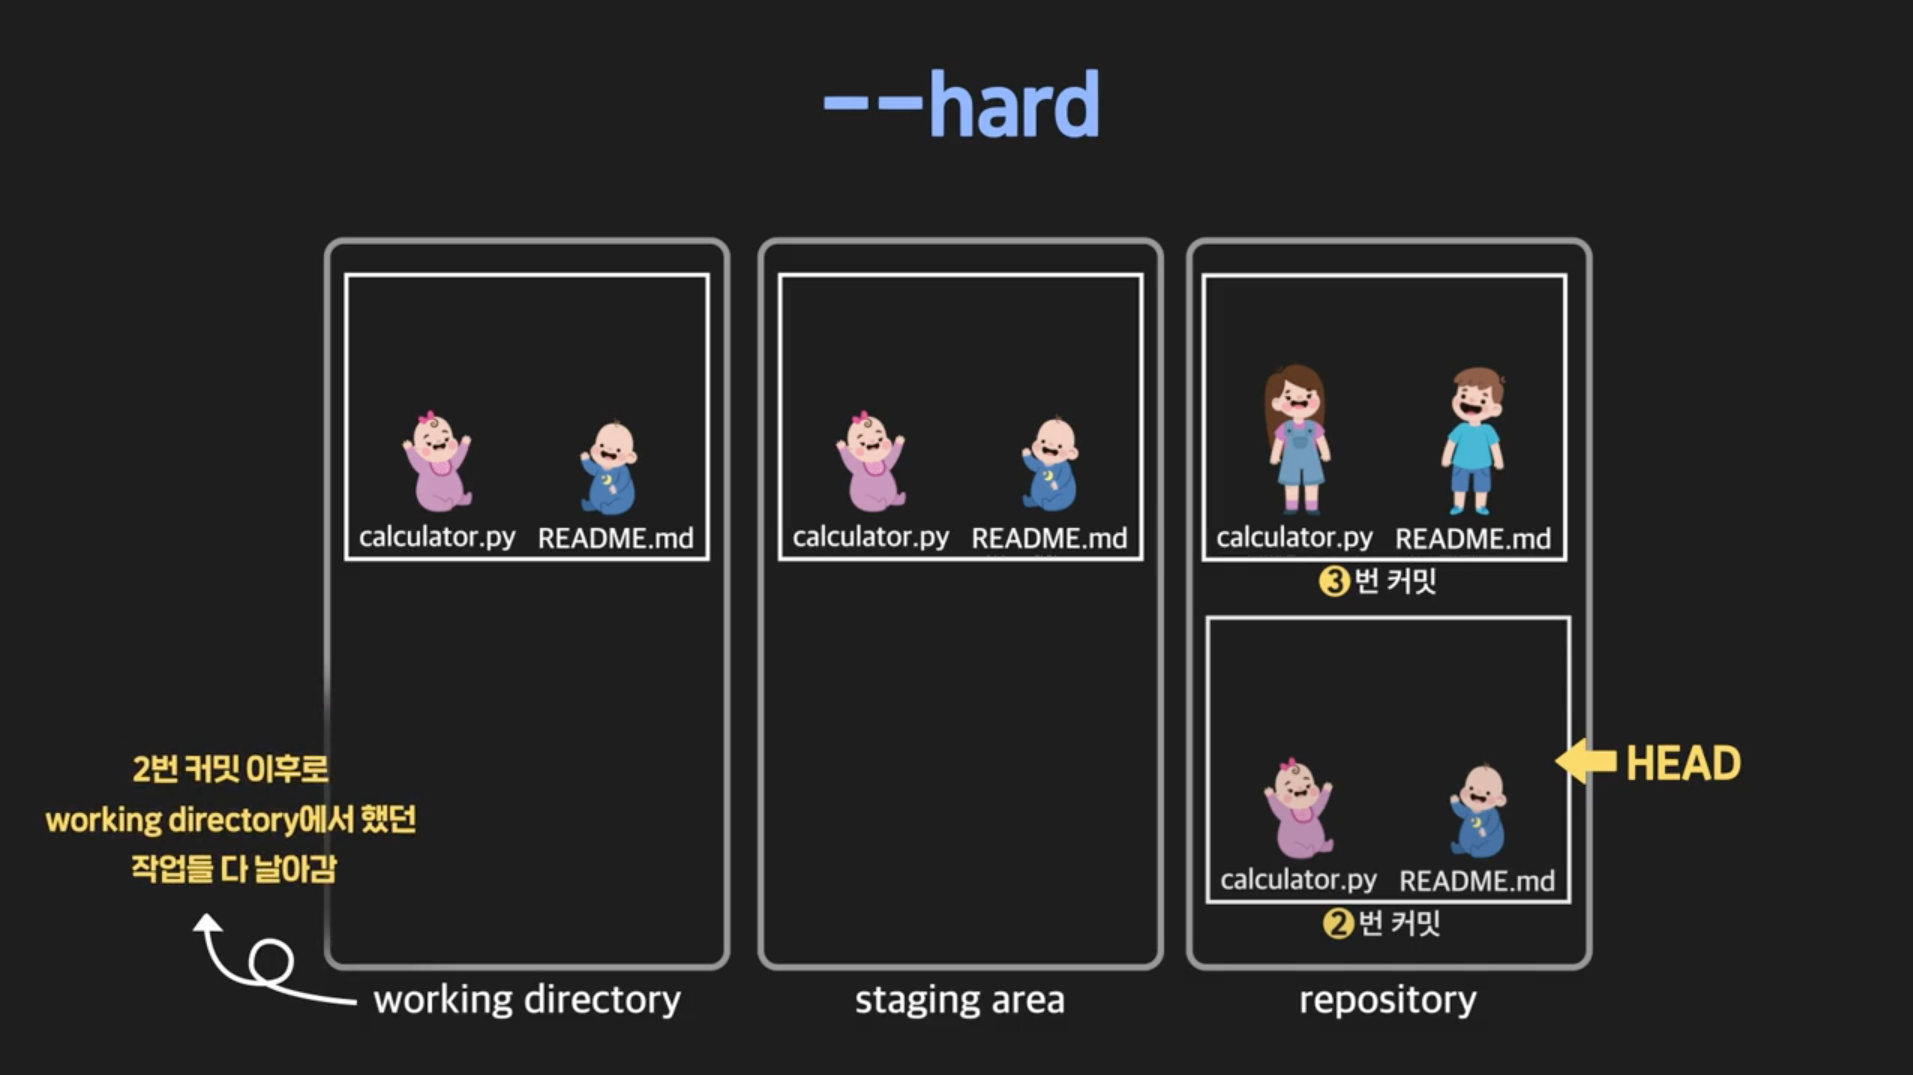 --hard
calculator.py README.md
calculator.py README.md
calculator.py README.md
3번 커밋
calculator.py README.md
2번 커밋
HEAD
2번 커밋 이후로
working directory에서 했던
작업들 다 날아감
working directory
staging area
repository